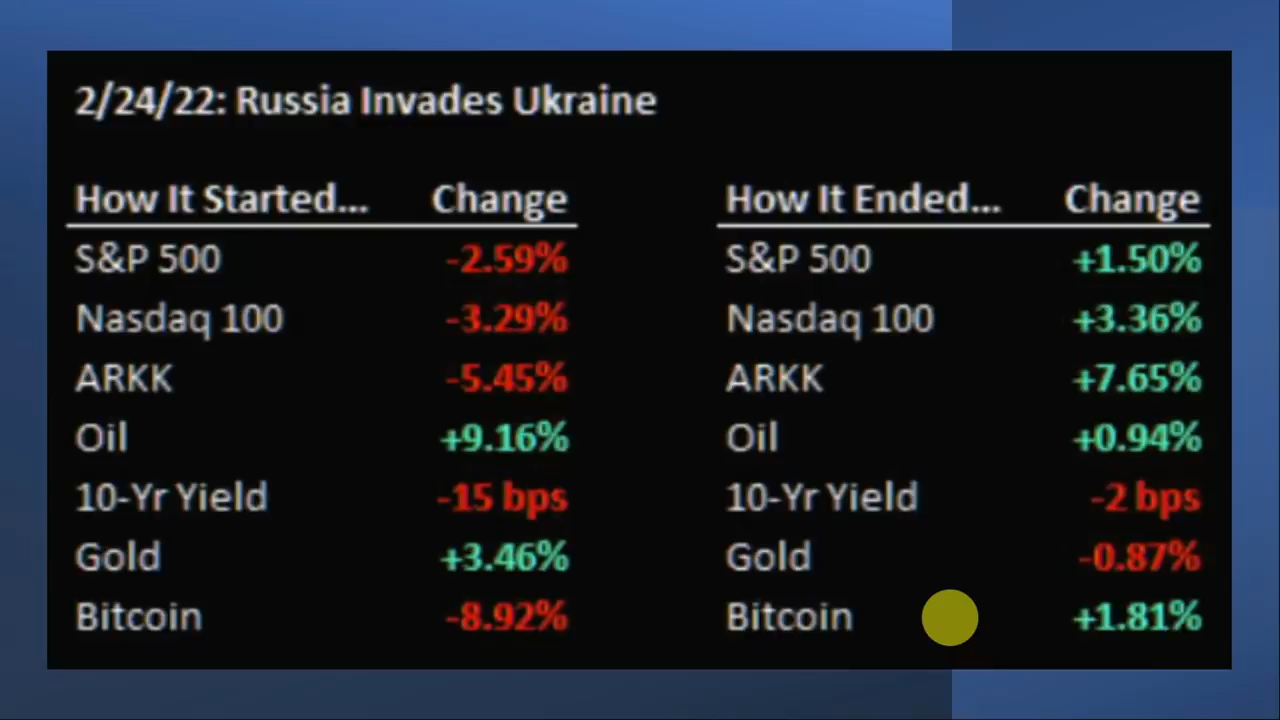 2/24/22: Russia Invades Ukraine
How It Started... Change
S&P 500 -2.59%
Nasdaq 100 -3.29%
ARKK -5.45%
Oil +9.16%
10-Yr Yield -15 bps
Gold +3.46%
Bitcoin -8.92%
How It Ended... Change
S&P 500 +1.50%
Nasdaq 100 +3.36%
ARKK +7.65%
Oil +0.94%
10-Yr Yield -2 bps
Gold -0.87%
Bitcoin +1.81%